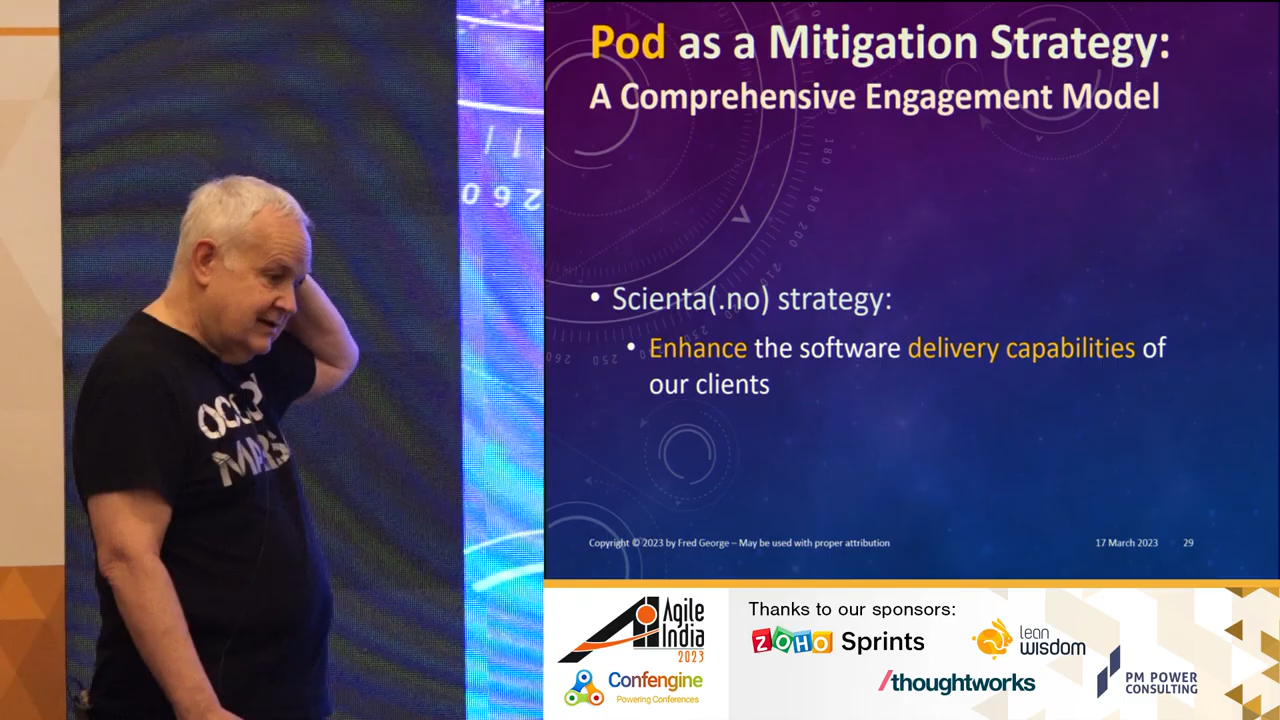 Pod as a Mitigation Strategy:
A Comprehensive Engagement Model
• Scienta(.no) strategy:
• Enhance the software delivery capabilities of
our clients
Copyright © 2023 by Fred George – May be used with proper attribution
17 March 2023
29
Agile
India
2023
Confengine
Powering Conferences
Thanks to our sponsors:
ZOHO Sprints
lean
wisdom
/thoughtworks
PM POWER
CONSULTING